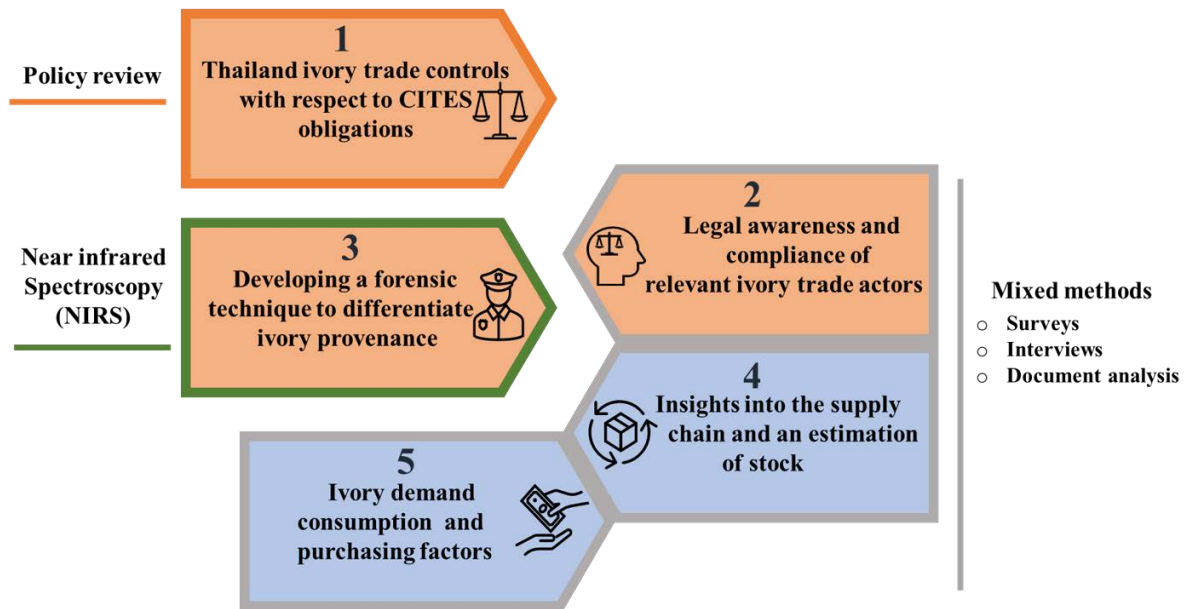 Policy review
1
Thailand ivory trade controls
with respect to CITES
obligations
2
Legal awareness and
compliance of
relevant ivory trade actors
Near infrared
Spectroscopy
(NIRS)
3
Developing a forensic
technique to differentiate
ivory provenance
Mixed methods
o Surveys
o Interviews
o Document analysis
4
Insights into the supply
chain and an estimation
of stock
5
Ivory demand
consumption and
purchasing factors